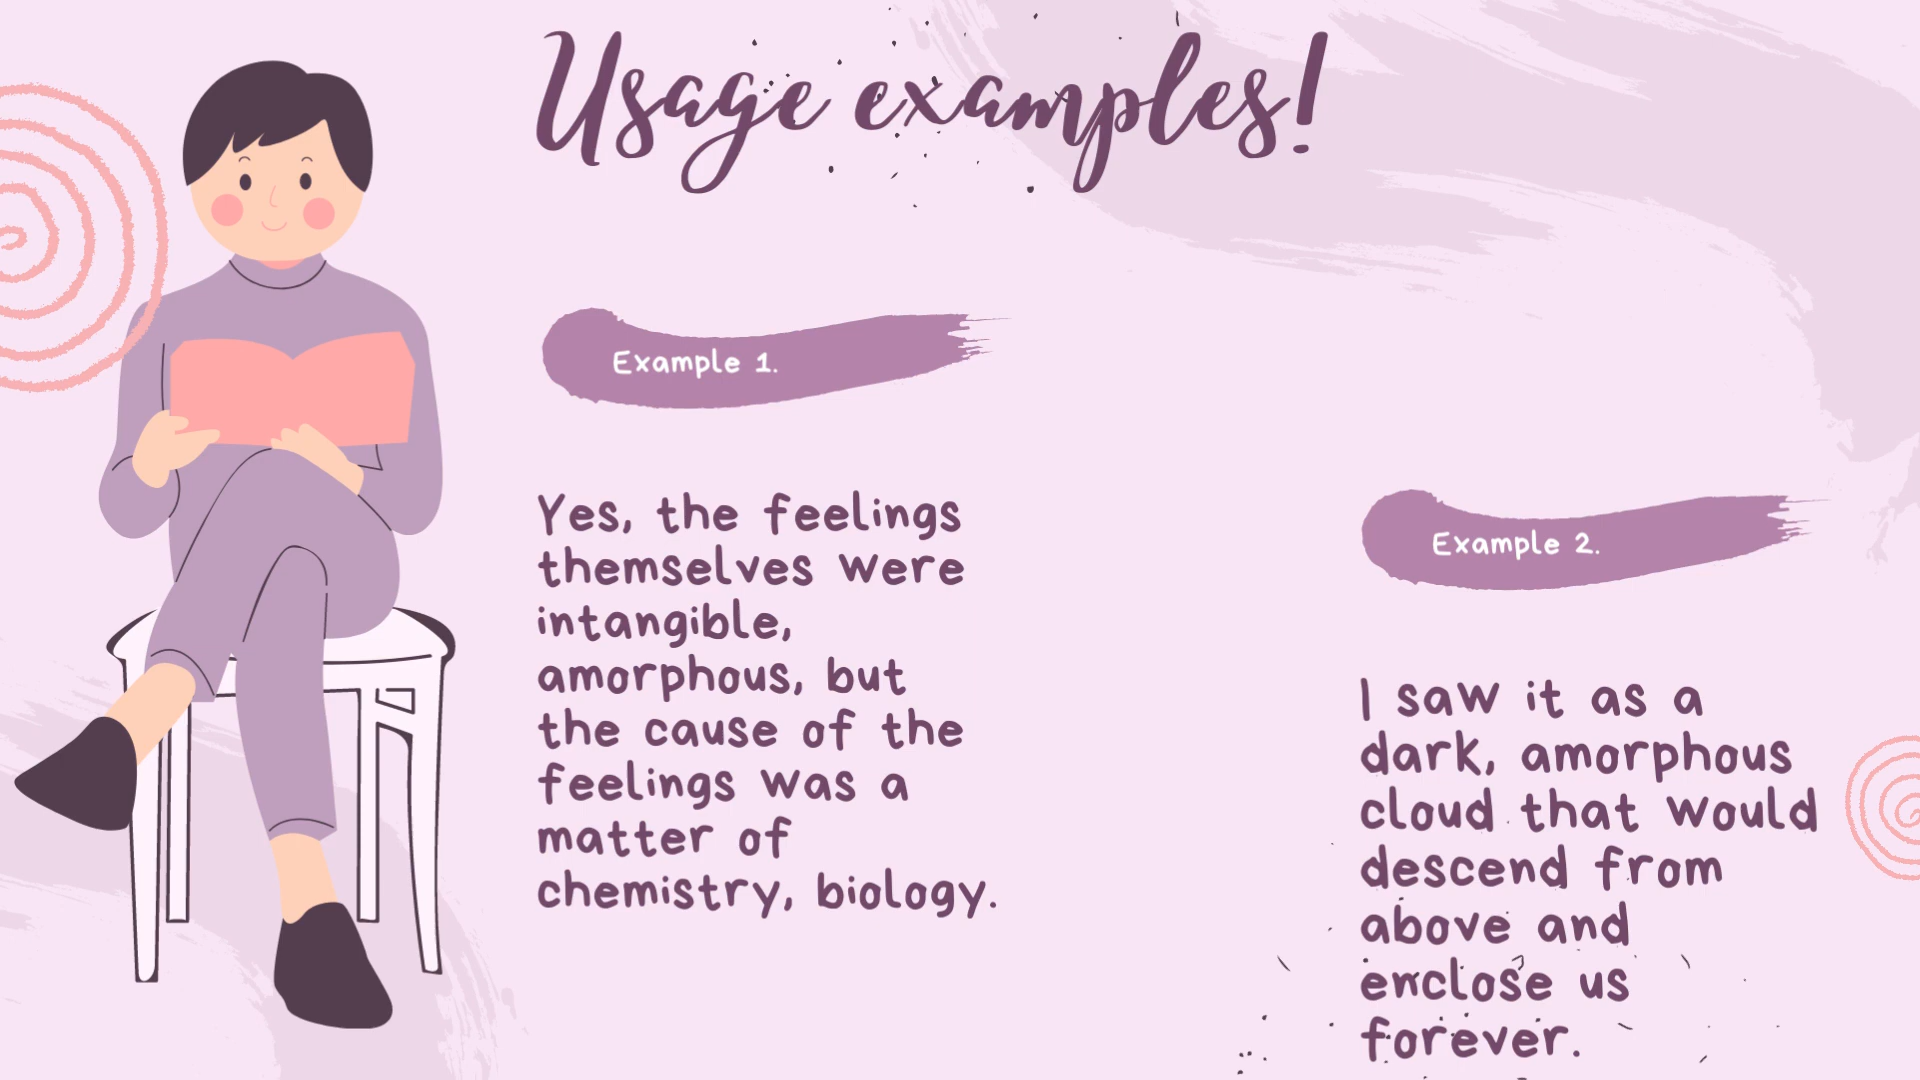 Usage examples!
Example 1.
Yes, the feelings
themselves were
intangible,
amorphous, but
the cause of the
feelings was a
matter of
chemistry, biology.
Example 2.
I saw it as a
dark, amorphous
cloud that would
descend from
above and
enclose us
forever.